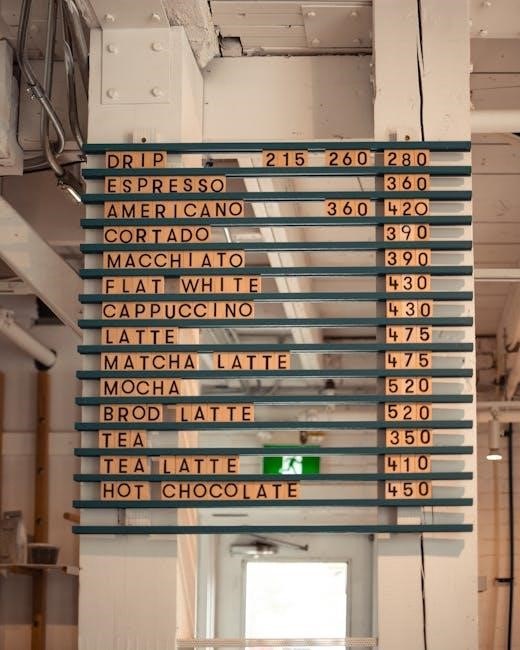 DRIP 215 260 280
ESPRESSO 360
AMERICANO 360 420
CORTADO 390
MACCHIATO 390
FLAT WHITE 430
CAPPUCCINO 430
LATTE 475
MATCHA LATTE 475
MOCHA 520
BROD LATTE 520
TEA 350
TEA LATTE 410
HOT CHOCOLATE 450